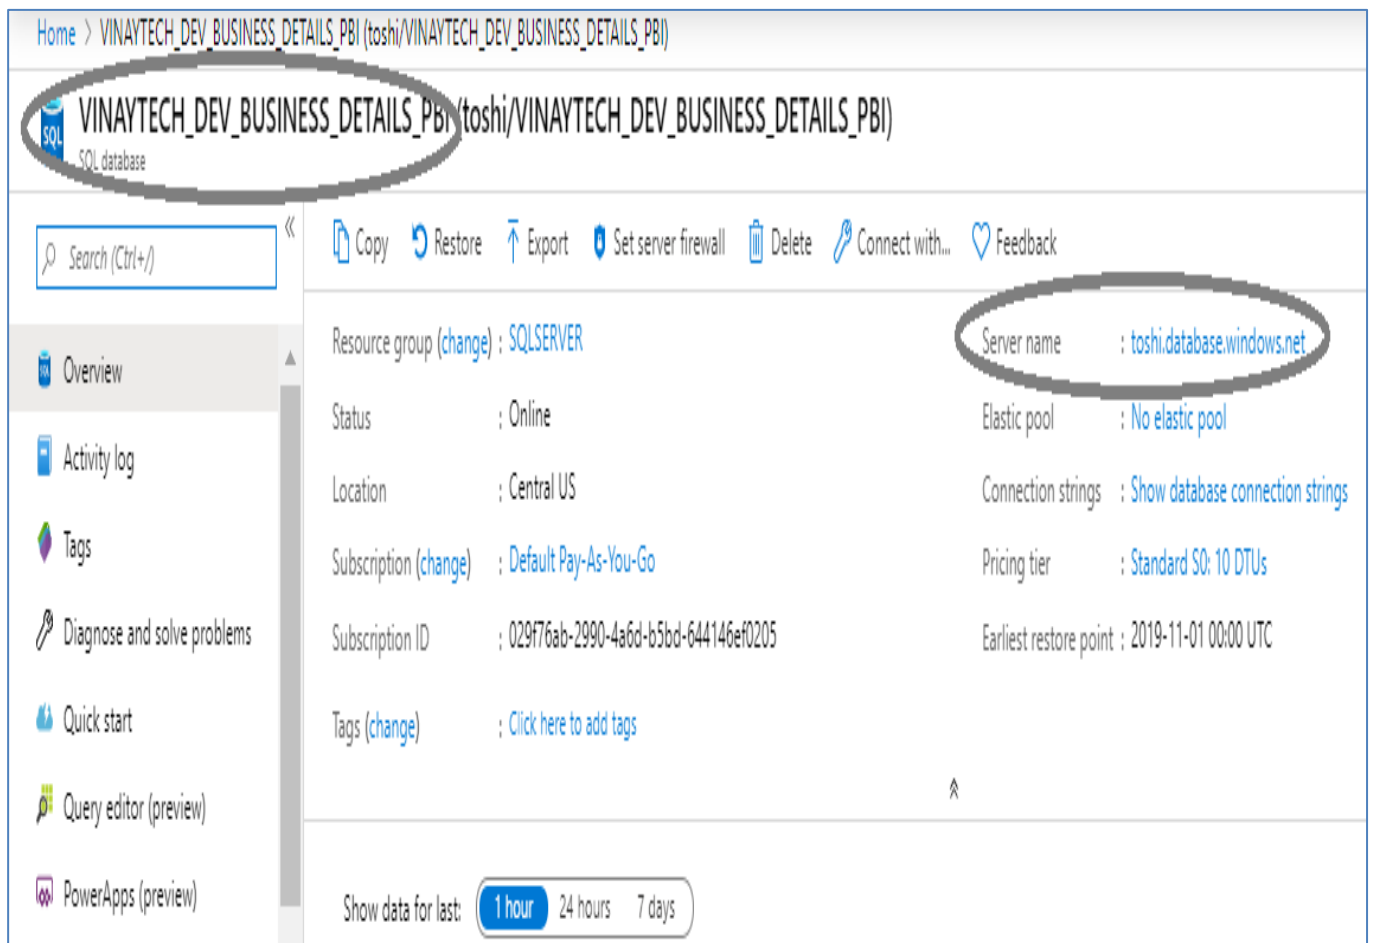 Home > VINAYTECH_DEV_BUSINESS_DETAILS_PBI (toshi/VINAYTECH_DEV_BUSINESS_DETAILS_PBI)
VINAYTECH_DEV_BUSINESS_DETAILS_PBI (toshi/VINAYTECH_DEV_BUSINESS_DETAILS_PBI)
SQL
SQL database
Search (Ctrl+/)
«
Copy Restore Export Set server firewall Delete Connect with... Feedback
Overview
Activity log
Tags
Diagnose and solve problems
Quick start
Query editor (preview)
PowerApps (preview)
Resource group (change) : SQLSERVER
Status : Online
Location : Central US
Subscription (change) : Default Pay-As-You-Go
Subscription ID : 029f76ab-2990-4a6d-b5bd-644146ef0205
Tags (change) : Click here to add tags
Server name : toshi.database.windows.net
Elastic pool : No elastic pool
Connection strings : Show database connection strings
Pricing tier : Standard S0: 10 DTUs
Earliest restore point : 2019-11-01 00:00 UTC
Show data for last: 1 hour 24 hours 7 days